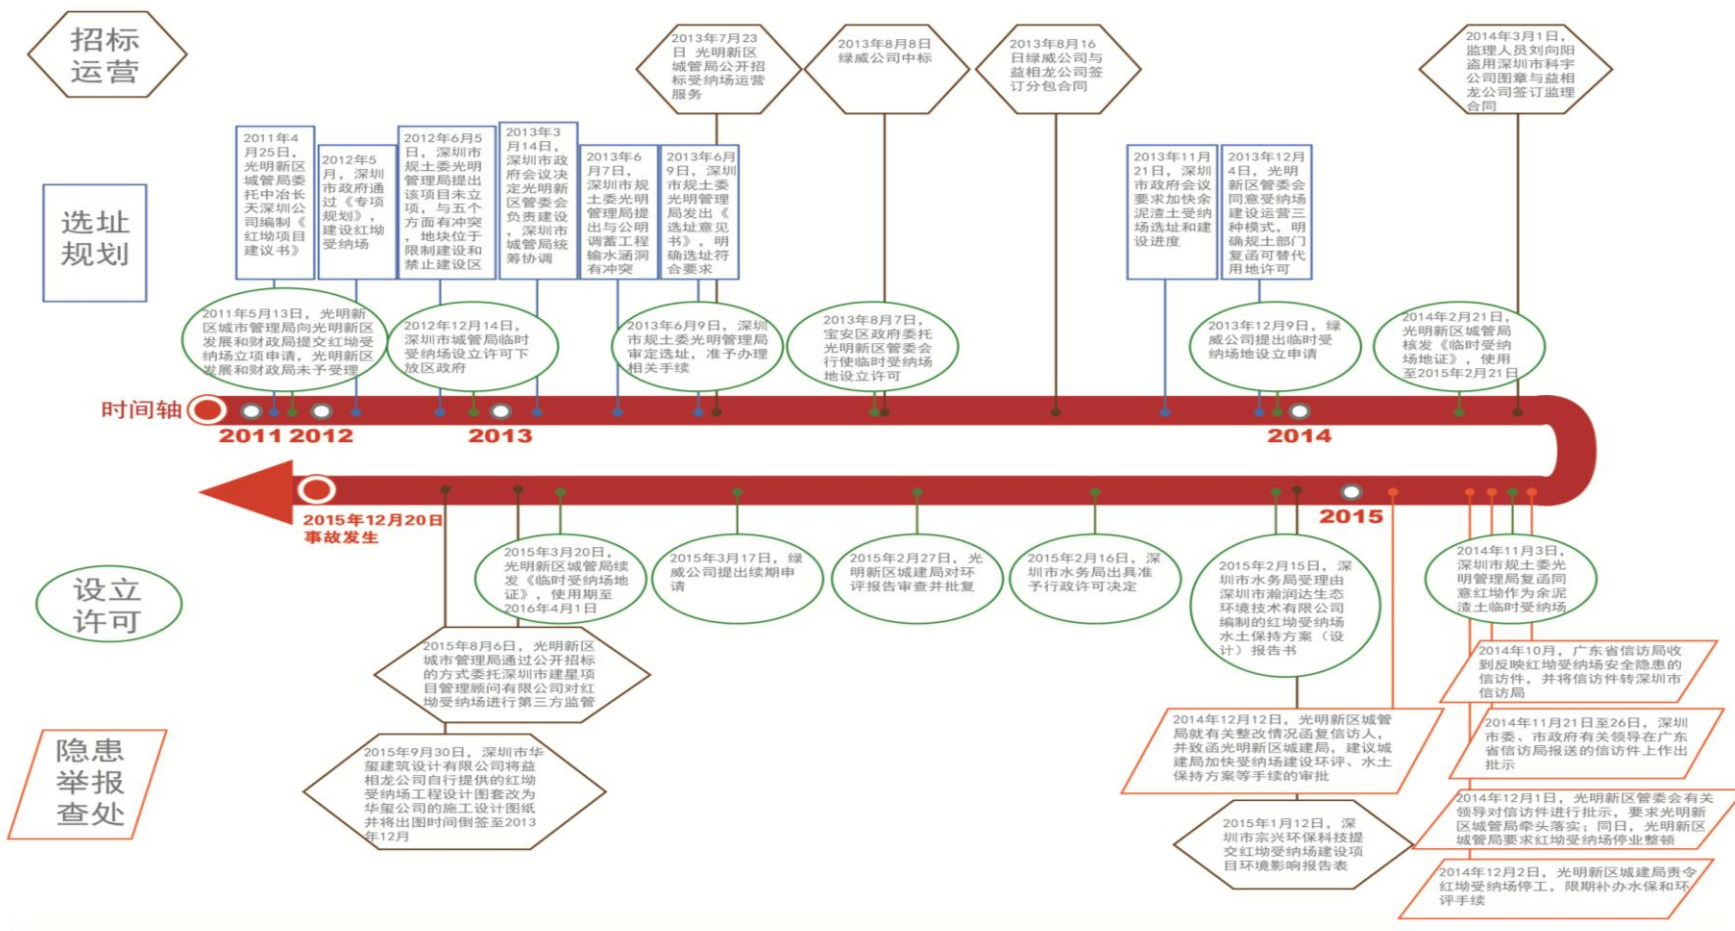 招标
运营
2013年7月23
日 光明新区
城管局公开招
标受纳场运营
服务
2013年8月8日
绿威公司中标
2013年8月16
日绿威公司与
益相龙公司签
订分包合同
2014年3月1日，
监理人员刘向阳
盗用深圳市科宇
公司图章与益相
龙公司签订监理
合同
选址
规划
2011年4
月25日，
光明新区
城管局委
托中冶长
天深圳公
司编制《
红坳项目
建议书》
2012年5
月，深圳
市政府通
过《专项
规划》，
建设红坳
受纳场
2012年6月5
日，深圳市
规土委光明
管理局提出
该项目未立
项，与五个
方面有冲突
，地块位于
限制建设和
禁止建设区
2013年3
月14日，
深圳市政
府会议决
定光明新
区管委会
负责建设
，深圳市
城管局统
筹协调
2013年6
月7日，
深圳市规
土委光明
管理局提
出与公明
调蓄工程
输水涵洞
有冲突
2013年6月
9日，深圳
市规土委
光明管理
局发出《
选址意见
书》，明
确选址符
合要求
2013年11月
21日，深圳
市政府会议
要求加快余
泥渣土受纳
场选址和建
设进度
2013年12月
4日，光明
新区管委会
同意受纳场
建设运营三
种模式，明
确规土部门
复函可替代
用地许可
2011年5月13日，光明新
区城市管理局向光明新区
发展和财政局提交红坳受
纳场立项申请，光明新区
发展和财政局未予受理
2012年12月14日，
深圳市城管局临时
受纳场设立许可下
放区政府
2013年6月9日，深圳
市规土委光明管理局
审定选址，准予办理
相关手续
2013年8月7日，
宝安区政府委托
光明新区管委会
行使临时受纳场
地设立许可
2013年12月9日，绿
威公司提出临时受
纳场地设立申请
2014年2月21日，
光明新区城管局
核发《临时受纳
场地证》，使用
至2015年2月21日
时间轴
2011
2012
2013
2014
2015年12月20日
事故发生
2015
设立
许可
2015年3月20日，
光明新区城管局续
发《临时受纳场地
证》，使用期至
2016年4月1日
2015年3月17日，绿
威公司提出续期申
请
2015年2月27日，光
明新区城建局对环
评报告审查并批复
2015年2月16日，深
圳市水务局出具准
予行政许可决定
2015年2月15日，深
圳市水务局受理由
深圳市瀚润达生态
环境技术有限公司
编制的红坳受纳场
水土保持方案（设
计）报告书
2014年11月3日，
深圳市规土委光
明管理局复函同
意红坳作为余泥
渣土临时受纳场
2015年8月6日，光明新区
城市管理局通过公开招标
的方式委托深圳市建星项
目管理顾问有限公司对红
坳受纳场进行第三方监管
2014年10月，广东省信访局收
到反映红坳受纳场安全隐患的
信访件，并将信访件转深圳市
信访局
隐患
举报
查处
2015年9月30日，深圳市华
玺建筑设计有限公司将益
相龙公司自行提供的红坳
受纳场工程设计图套改为
华玺公司的施工设计图纸
并将出图时间倒签至2013
年12月
2014年12月12日，光明新区城管
局就有关整改情况函复信访人，
并致函光明新区城建局，建议城
建局加快受纳场建设环评、水土
保持方案等手续的审批
2014年11月21日至26日，深圳
市委、市政府有关领导在广东
省信访局报送的信访件上作出
批示
2015年1月12日，深
圳市宗兴环保科技提
交红坳受纳场建设项
目环境影响报告表
2014年12月1日，光明新区管委会有关
领导对信访件进行批示，要求光明新
区城管局牵头落实；同日，光明新区
城管局要求红坳受纳场停业整顿
2014年12月2日，光明新区城建局责令
红坳受纳场停工，限期补办水保和环
评手续